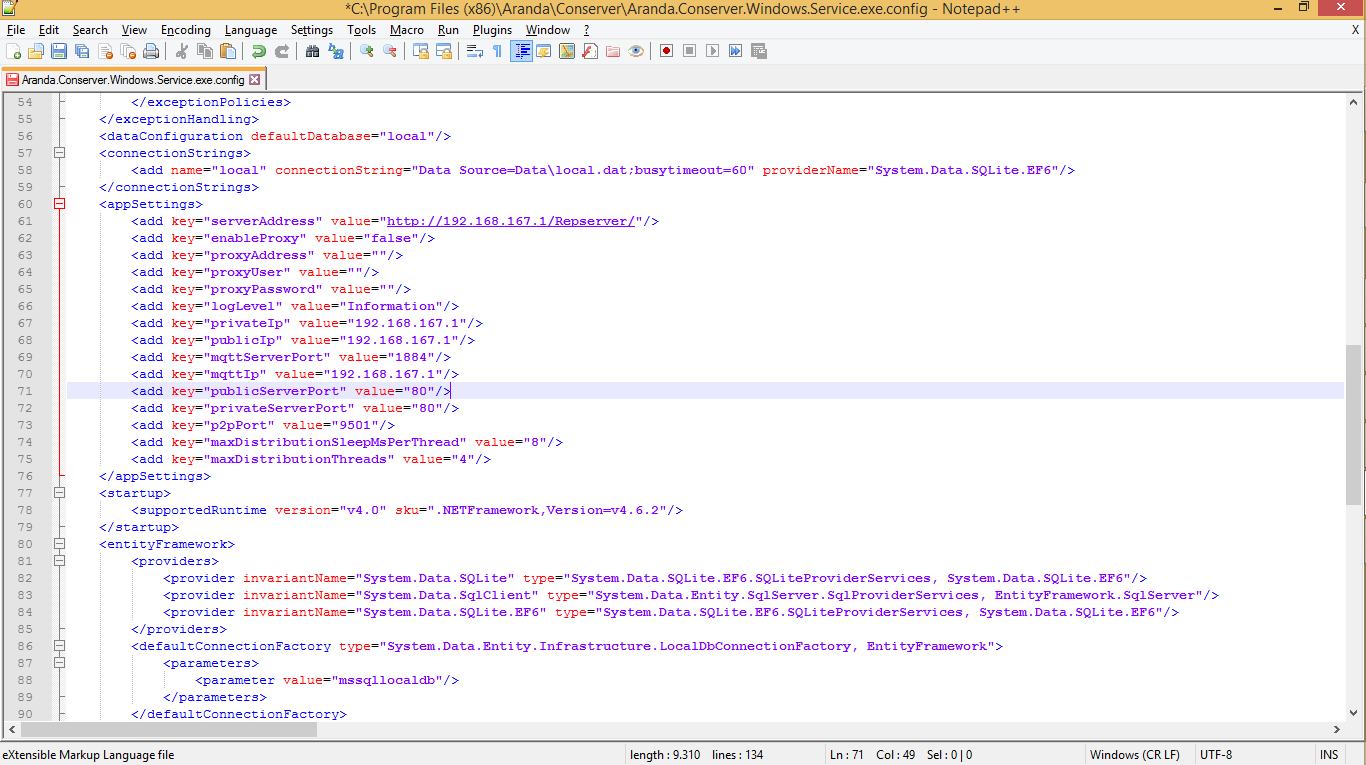 *C:\Program Files (x86)\Aranda\Conserver\Aranda.Conserver.Windows.Service.exe.config - Notepad++
File Edit Search View Encoding Language Settings Tools Macro Run Plugins Window ? X
Aranda.Conserver.Windows.Service.exe.config
54 </exceptionPolicies>
55 </exceptionHandling>
56 <dataConfiguration defaultDatabase="local"/>
57 <connectionStrings>
58 <add name="local" connectionString="Data Source=Data\local.dat;busytimeout=60" providerName="System.Data.SQLite.EF6"/>
59 </connectionStrings>
60 <appSettings>
61 <add key="serverAddress" value="http://192.168.167.1/Repserver/"/>
62 <add key="enableProxy" value="false"/>
63 <add key="proxyAddress" value=""/>
64 <add key="proxyUser" value=""/>
65 <add key="proxyPassword" value=""/>
66 <add key="logLevel" value="Information"/>
67 <add key="privateIp" value="192.168.167.1"/>
68 <add key="publicIp" value="192.168.167.1"/>
69 <add key="mqttServerPort" value="1884"/>
70 <add key="mqttIp" value="192.168.167.1"/>
71 <add key="publicServerPort" value="80"/>
72 <add key="privateServerPort" value="80"/>
73 <add key="p2pPort" value="9501"/>
74 <add key="maxDistributionSleepMsPerThread" value="8"/>
75 <add key="maxDistributionThreads" value="4"/>
76 </appSettings>
77 <startup>
78 <supportedRuntime version="v4.0" sku=".NETFramework,Version=v4.6.2"/>
79 </startup>
80 <entityFramework>
81 <providers>
82 <provider invariantName="System.Data.SQLite" type="System.Data.SQLite.EF6.SQLiteProviderServices, System.Data.SQLite.EF6"/>
83 <provider invariantName="System.Data.SqlClient" type="System.Data.Entity.SqlServer.SqlProviderServices, EntityFramework.SqlServer"/>
84 <provider invariantName="System.Data.SQLite.EF6" type="System.Data.SQLite.EF6.SQLiteProviderServices, System.Data.SQLite.EF6"/>
85 </providers>
86 <defaultConnectionFactory type="System.Data.Entity.Infrastructure.LocalDbConnectionFactory, EntityFramework">
87 <parameters>
88 <parameter value="mssqllocaldb"/>
89 </parameters>
90 </defaultConnectionFactory>
eXtensible Markup Language file length : 9.310 lines : 134 Ln : 71 Col : 49 Sel : 0 | 0 Windows (CR LF) UTF-8 INS